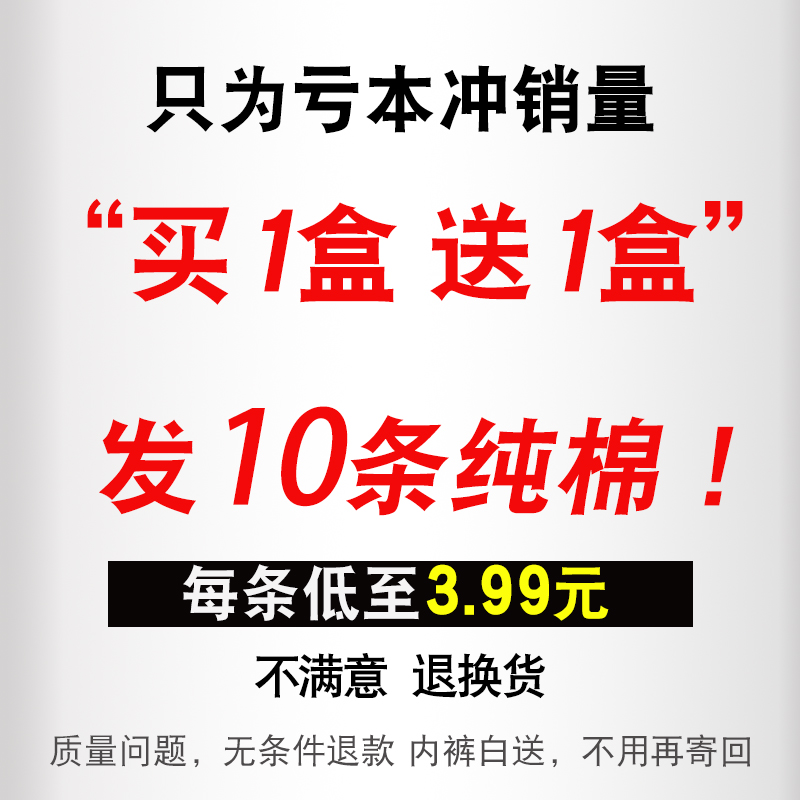 只为亏本冲销量
“买1盒 送1盒”
发10条纯棉！
每条低至3.99元
不满意 退换货
质量问题，无条件退款 内裤白送，不用再寄回